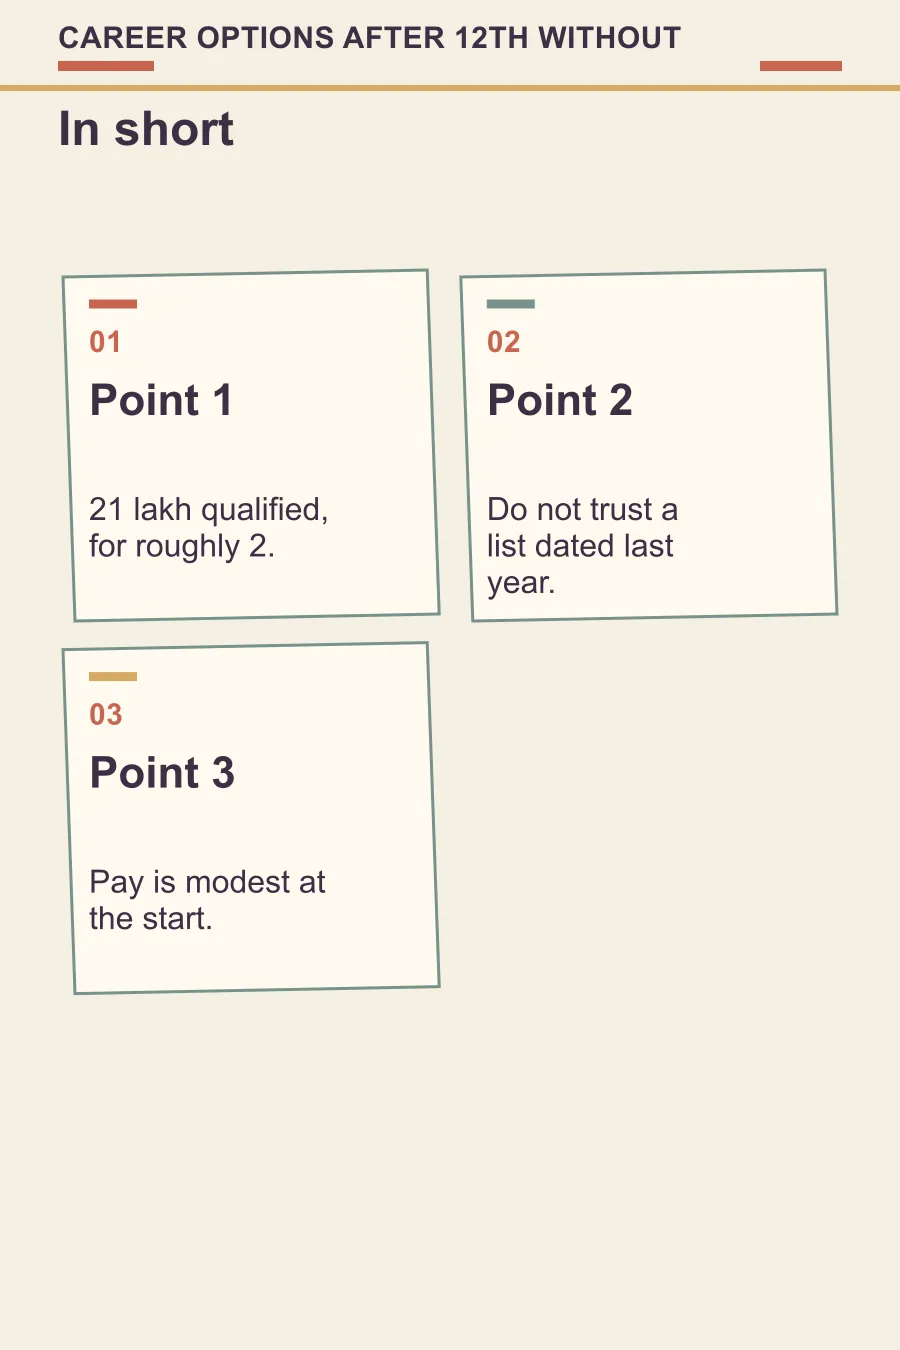 CAREER OPTIONS AFTER 12TH WITHOUT
In short
01
Point 1
21 lakh qualified,
for roughly 2.
02
Point 2
Do not trust a
list dated last
year.
03
Point 3
Pay is modest at
the start.